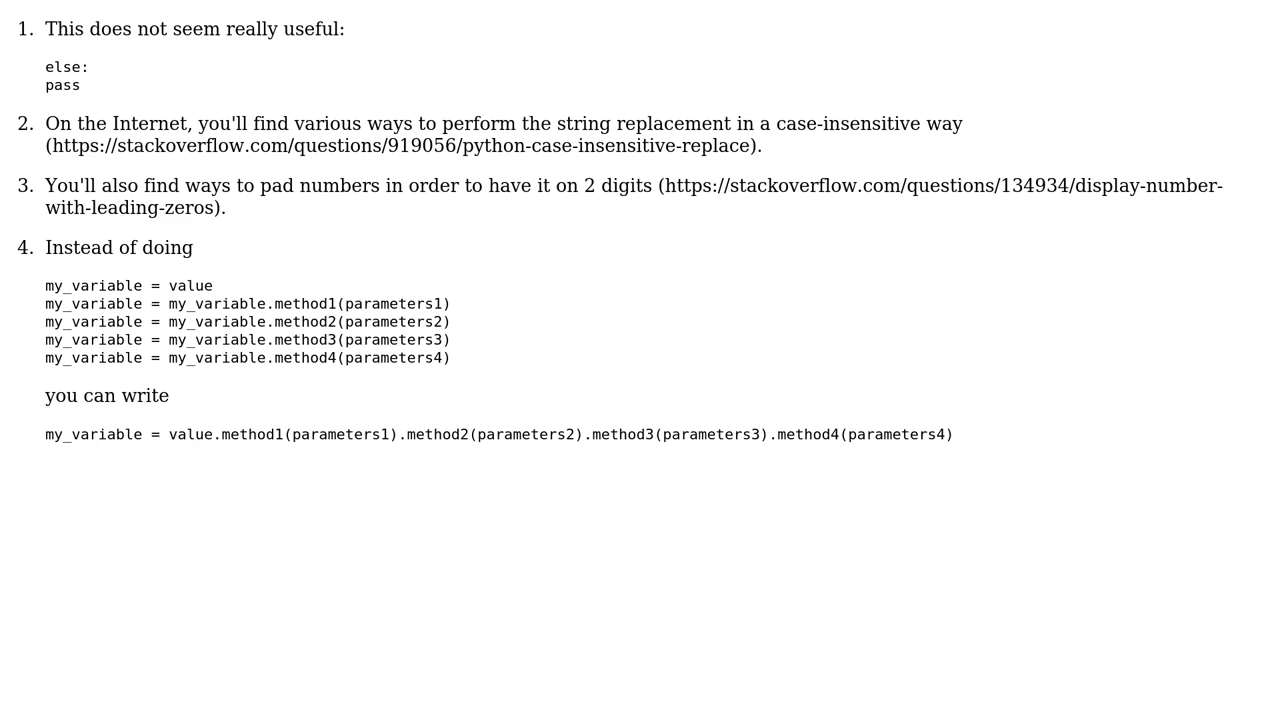 1. This does not seem really useful:
else:
pass
2. On the Internet, you'll find various ways to perform the string replacement in a case-insensitive way
(https://stackoverflow.com/questions/919056/python-case-insensitive-replace).
3. You'll also find ways to pad numbers in order to have it on 2 digits (https://stackoverflow.com/questions/134934/display-number-
with-leading-zeros).
4. Instead of doing
my_variable = value
my_variable = my_variable.method1(parameters1)
my_variable = my_variable.method2(parameters2)
my_variable = my_variable.method3(parameters3)
my_variable = my_variable.method4(parameters4)
you can write
my_variable = value.method1(parameters1).method2(parameters2).method3(parameters3).method4(parameters4)